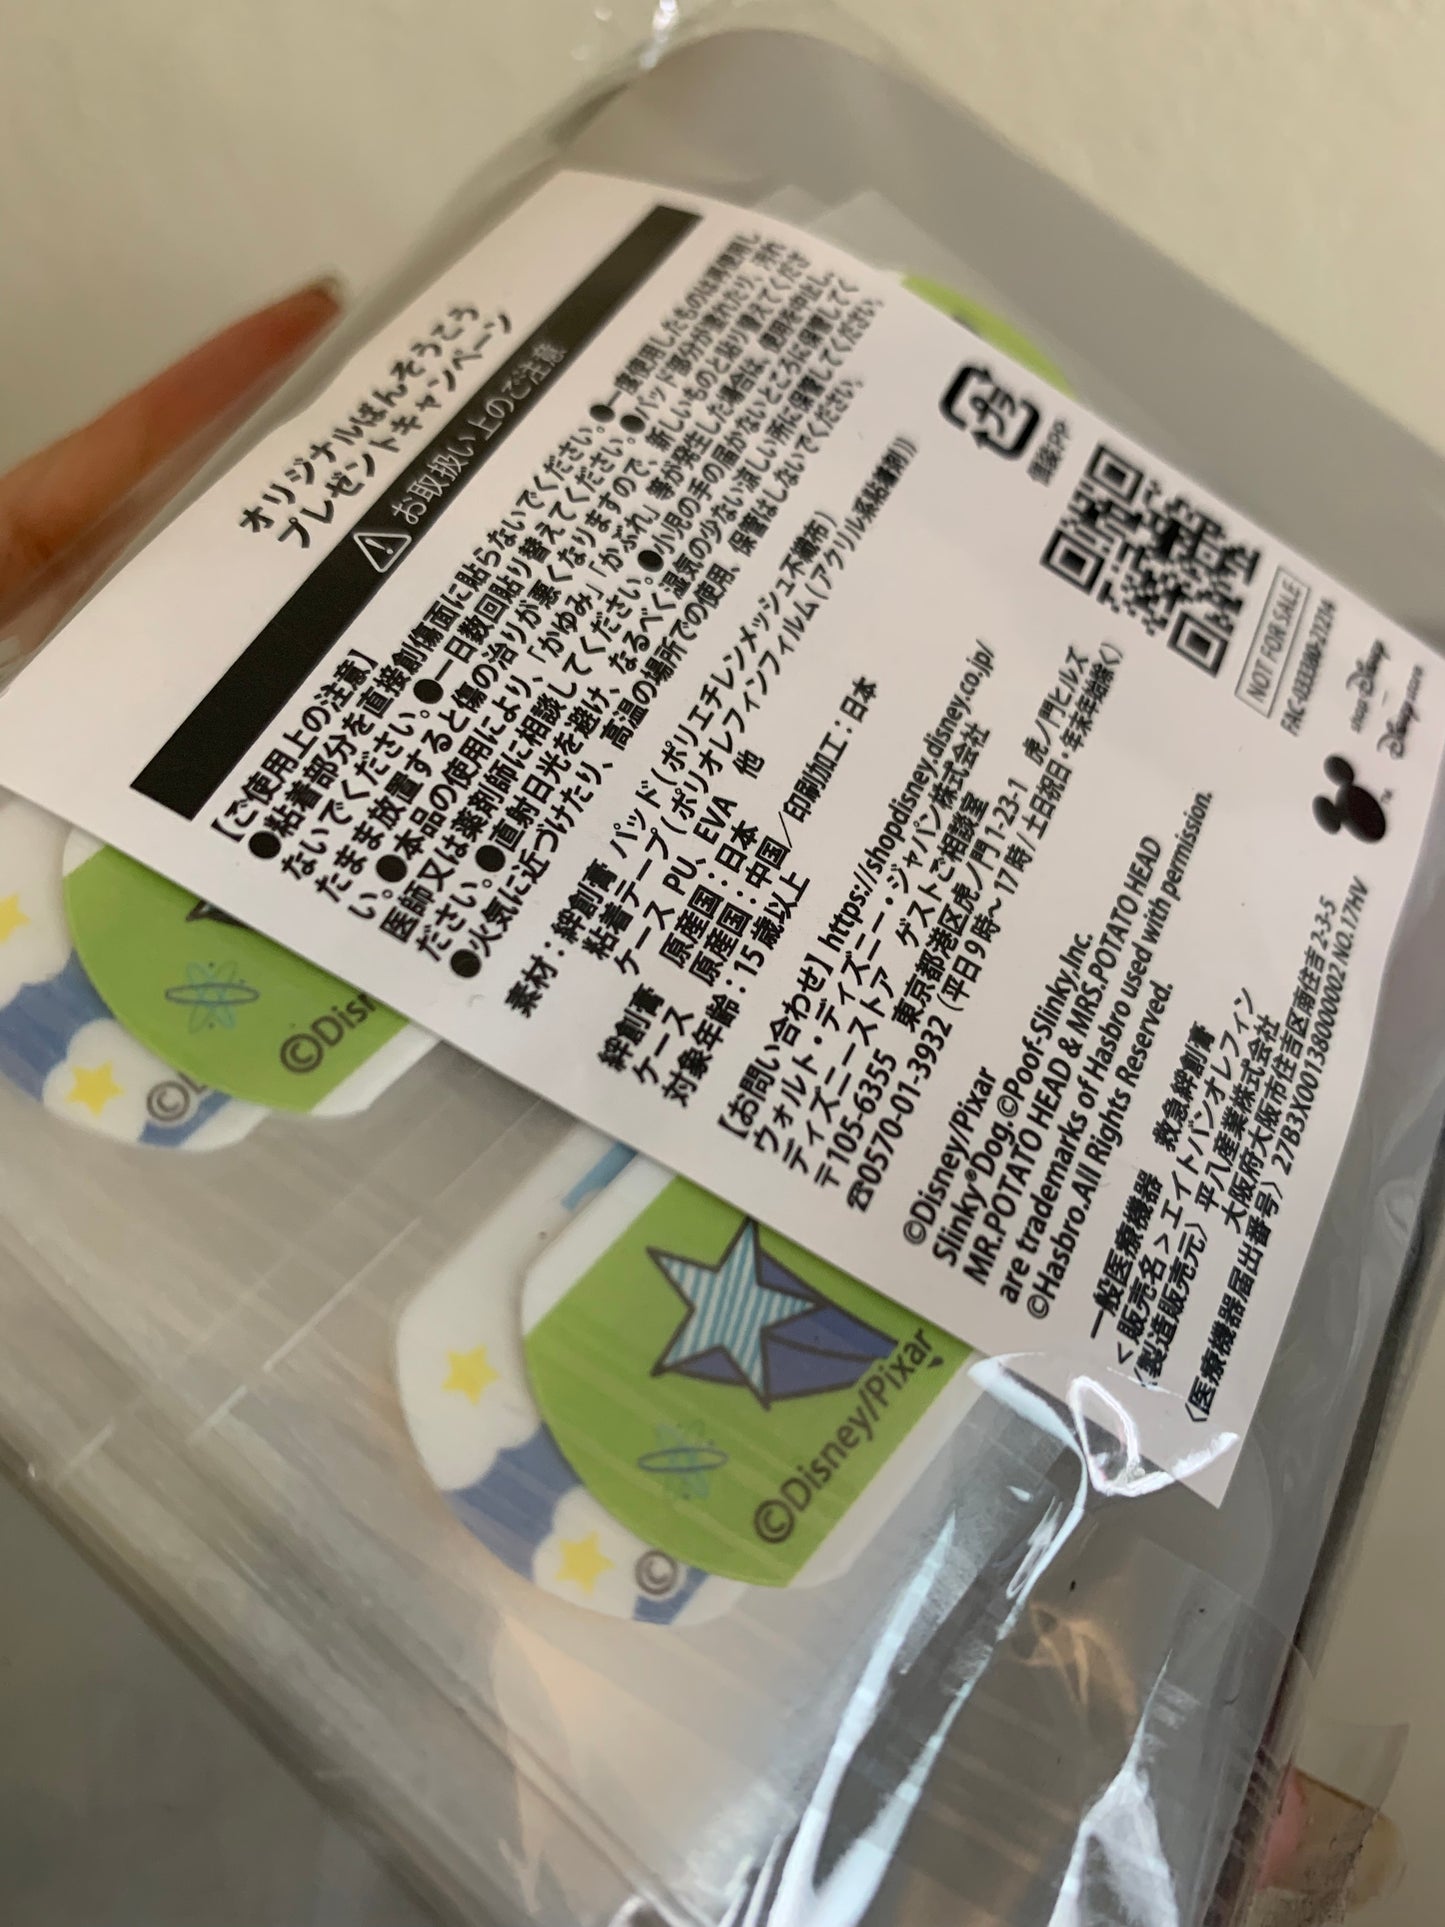 オリジナルばんそうこう
プレゼントキャンペーン
お取扱い上のご注意
【ご使用上の注意】
●粘着部分を直接創傷面に貼らないでください。●一度使用したものは再使用し
ないでください。●一日数回貼り替えてください。●パッド部分が濡れたり、汚れ
たまま放置すると傷の治りが悪くなりますので、新しいものと貼り替えてくださ
い。●本品の使用により、「かゆみ」「かぶれ」等が発生した場合は、使用を中止し、
医師又は薬剤師に相談してください。●小児の手の届かないところに保管してく
ださい。●直射日光を避け、なるべく湿気の少ない涼しい所に保管してください。
●火気に近づけたり、高温の場所での使用、保管はしないでください。
素材：絆創膏 パッド(ポリエチレンメッシュ不織布)
粘着テープ(ポリオレフィンフィルム(アクリル系粘着剤))
ケース PU、EVA 他
絆創膏 原産国：日本
ケース 原産国：中国／印刷加工：日本
対象年齢：15歳以上
【お問い合わせ】https://shopdisney.disney.co.jp/
ウォルト・ディズニー・ジャパン株式会社
ディズニーストア ゲストご相談室
〒105-6355 東京都港区虎ノ門1-23-1 虎ノ門ヒルズ
☎0570-01-3932 (平日9時〜17時/土日祝日・年末年始除く)
©Disney/Pixar
Slinky®Dog.©Poof-Slinky,Inc.
MR.POTATO HEAD & MRS.POTATO HEAD
are trademarks of Hasbro used with permission.
©Hasbro.All Rights Reserved.
一般医療機器 救急絆創膏
＜販売名＞エイトバンオレフィン
〈製造販売元〉平八産業株式会社
大阪府大阪市住吉区南住吉2-3-5
〈医療機器届出番号〉27B3X00138000002 NO.17HV
プラ
個装:PP
NOT FOR SALE
FAC-0333380-21204
shop Disney
Disney store
©Disn
©D
©Disney/Pixar
©